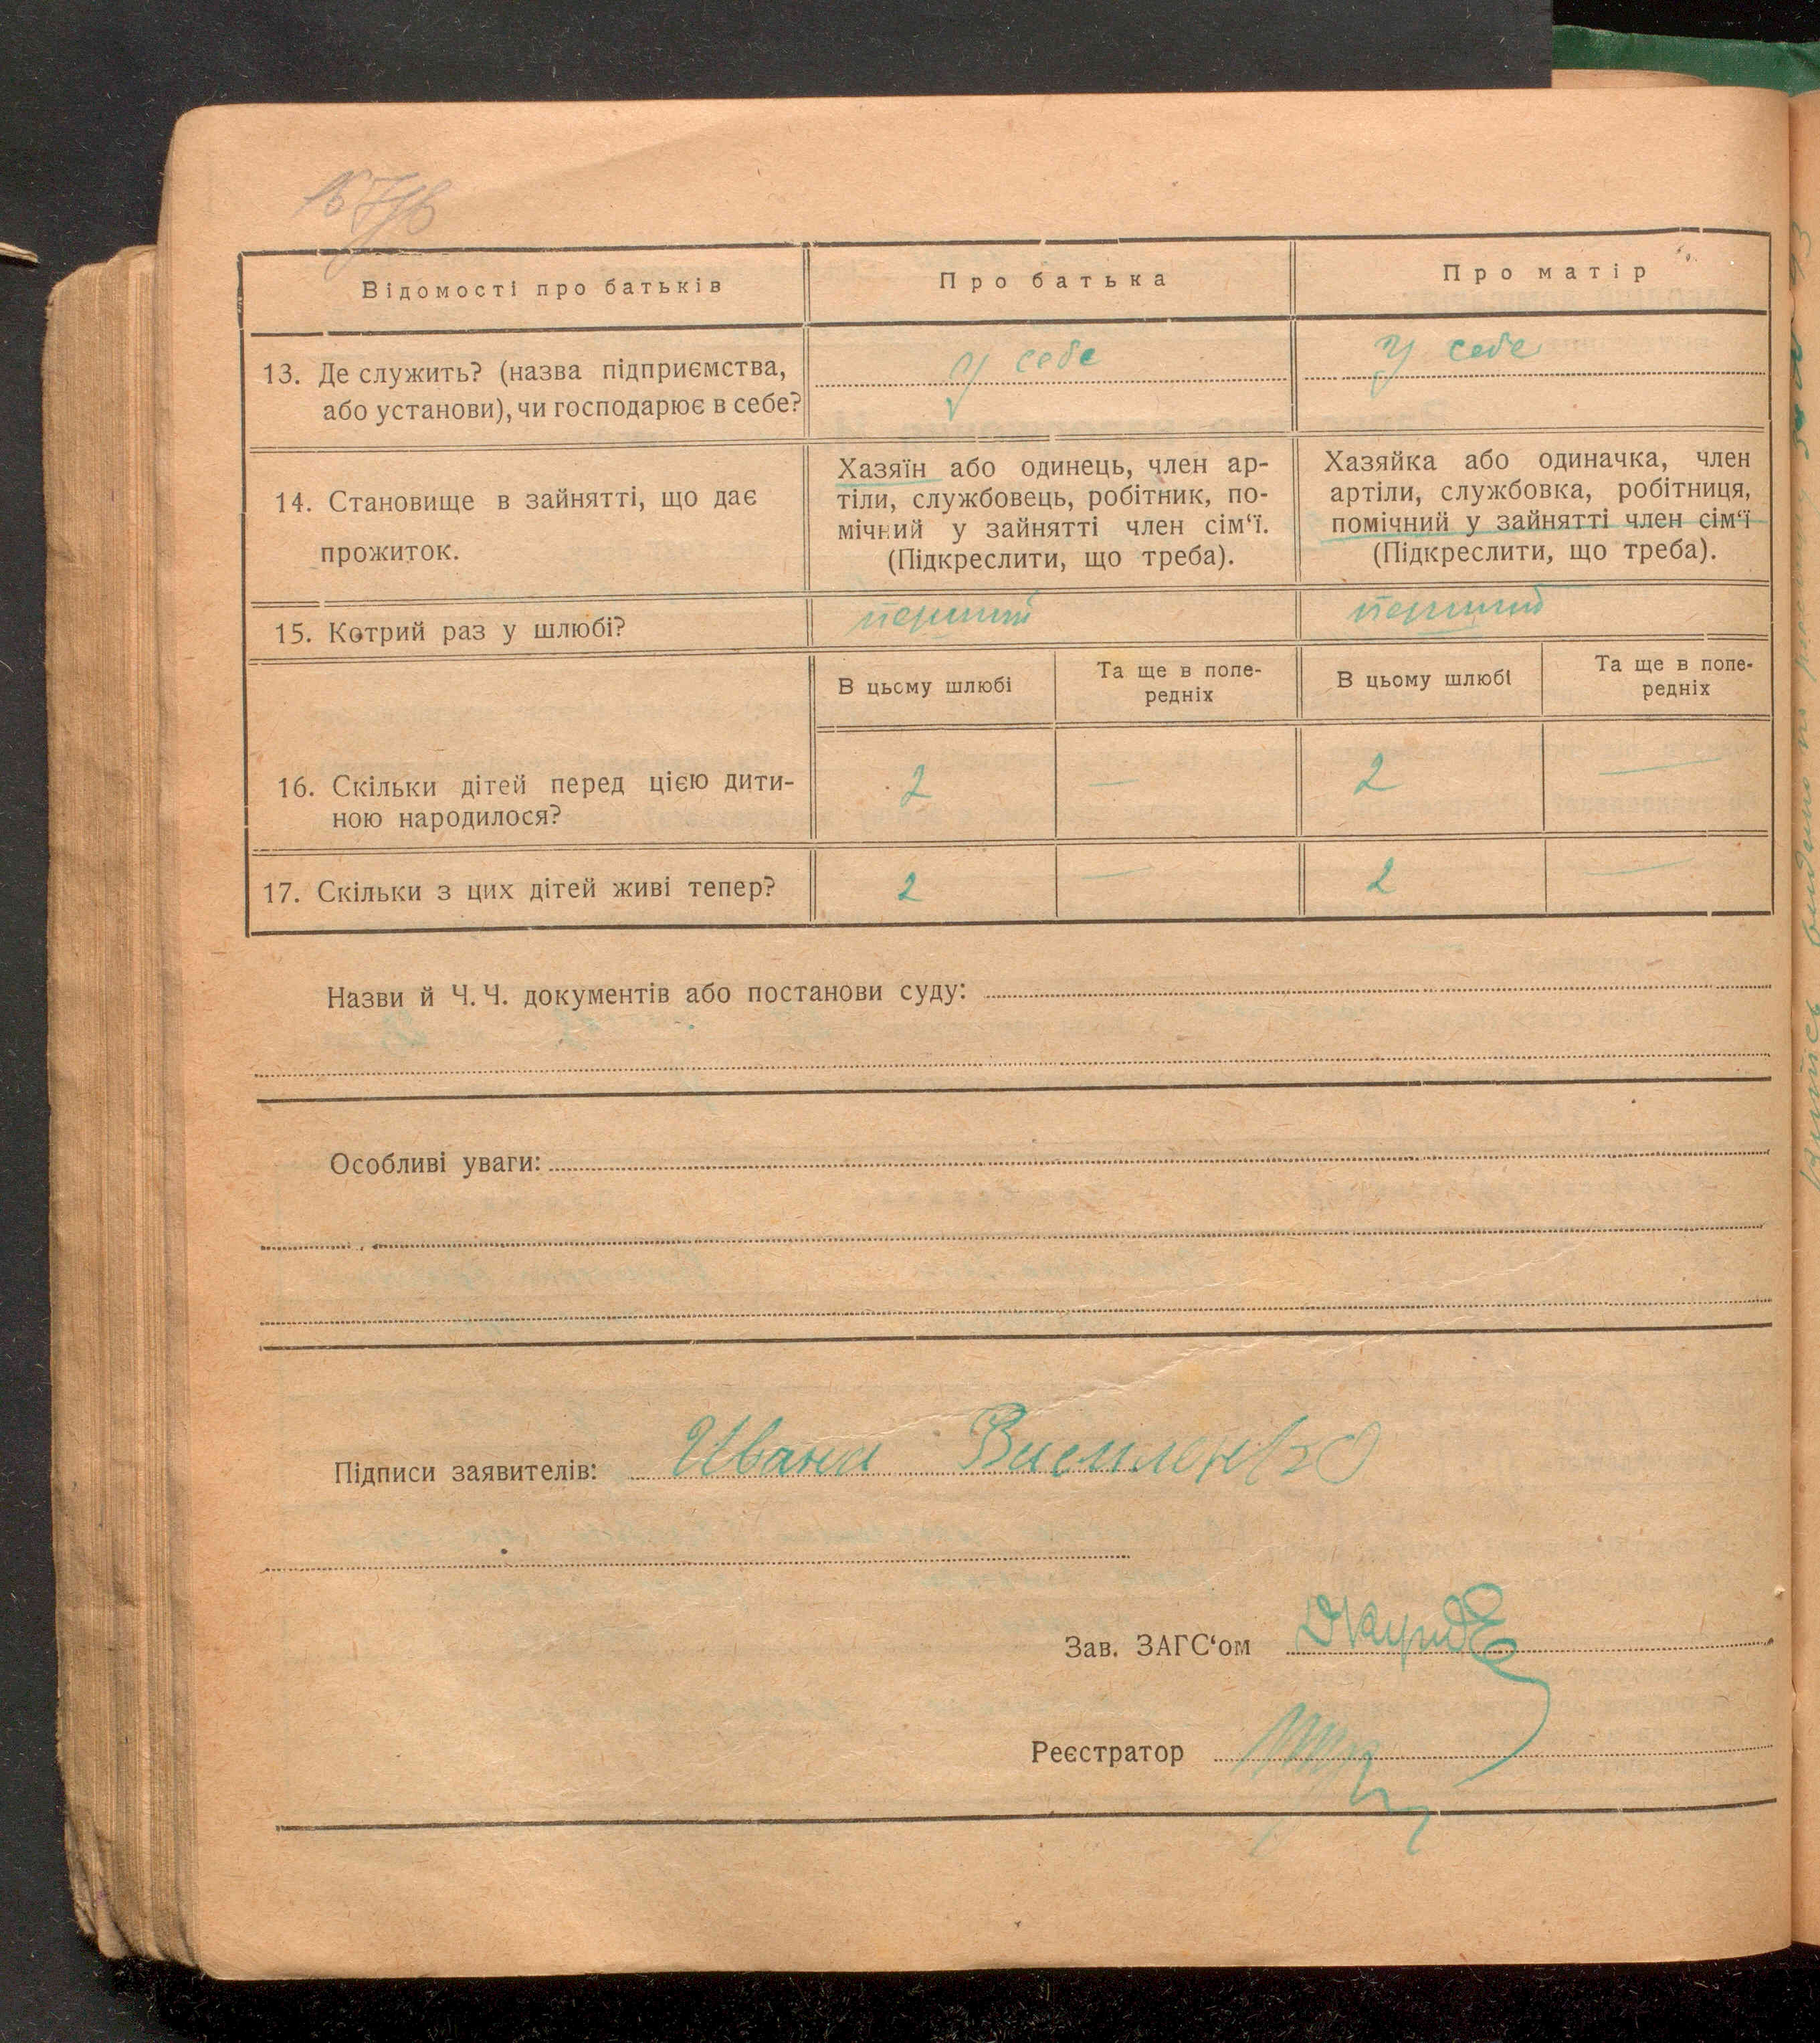 Відомості про батьків
Про батька
Про матір
13. Де служить? (назва підприємства,
або установи), чи господарює в себе?
у себе
у себе
14. Становище в зайнятті, що дає
прожиток.
Хазяїн або одинець, член ар-
тіли, службовець, робітник, по-
мічний у зайнятті член сім‘ї.
(Підкреслити, що треба).
Хазяйка або одиначка, член
артіли, службовка, робітниця,
помічний у зайнятті член сім‘ї
(Підкреслити, що треба).
15. Котрий раз у шлюбі?
перший
перший
В цьому шлюбі
Та ще в попе-
редніх
В цьому шлюбі
Та ще в попе-
редніх
16. Скільки дітей перед цією дити-
ною народилося?
2
—
2
—
17. Скільки з цих дітей живі тепер?
2
—
2
—
Назви й Ч. Ч. документів або постанови суду:
Особливі уваги:
Підписи заявителів: Ивана
Зав. ЗАГС‘ом
Реєстратор